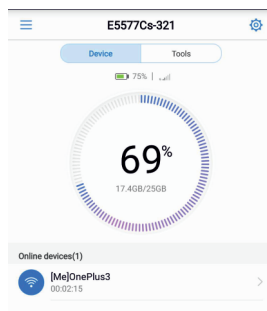 E5577Cs-321
Device Tools
75%
69%
17.4GB/25GB
Online devices(1)
[Me]OnePlus3
00:02:15